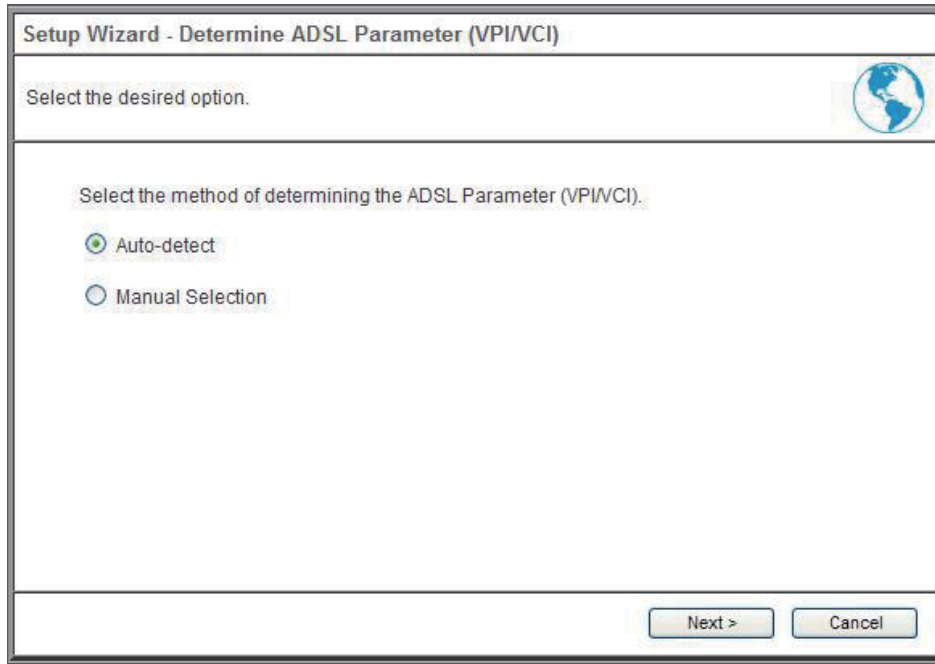 Setup Wizard - Determine ADSL Parameter (VPI/VCI)
Select the desired option.
Select the method of determining the ADSL Parameter (VPI/VCI).
Auto-detect
Manual Selection
Next >
Cancel